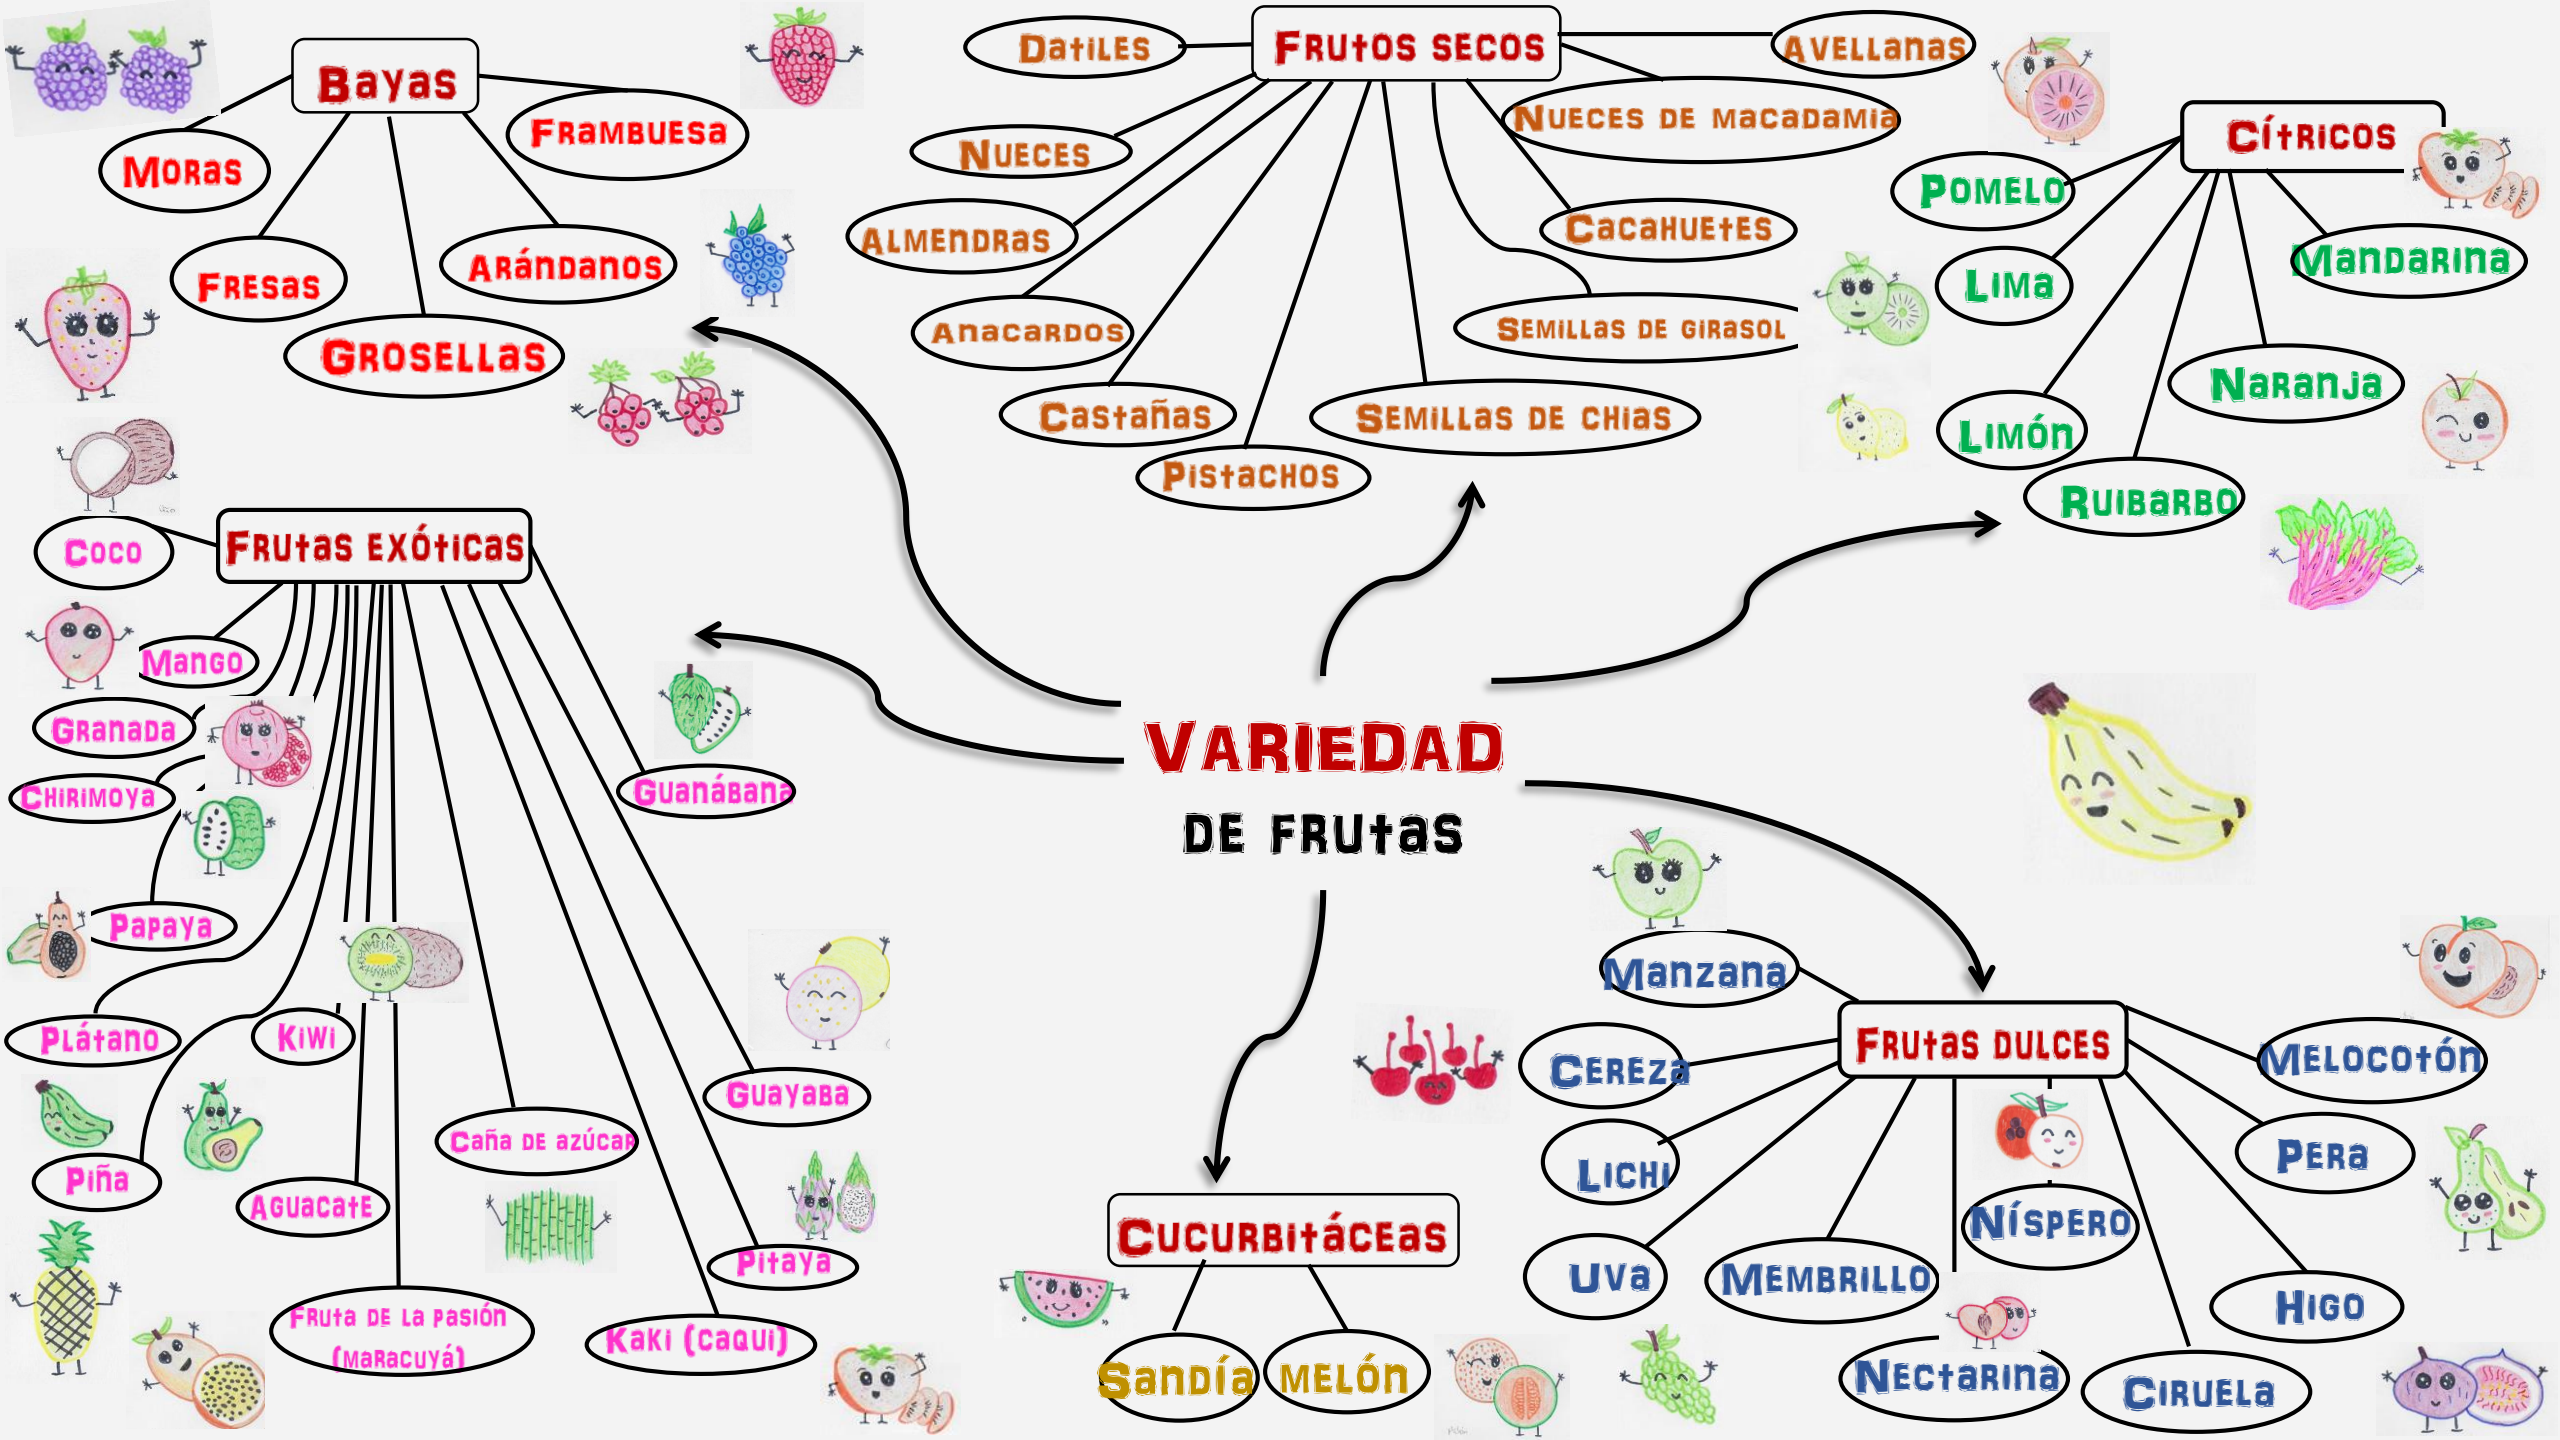 Bayas
Moras
Fresas
Grosellas
Arándanos
Frambuesa
Frutos secos
Datiles
Nueces
Almendras
Anacardos
Castañas
Pistachos
Semillas de chias
Semillas de girasol
Cacahuetes
Nueces de macadamia
Avellanas
Cítricos
Pomelo
Lima
Limón
Ruibarbo
Naranja
Mandarina
Frutas exóticas
Coco
Mango
Granada
Chirimoya
Papaya
Plátano
Piña
Kiwi
Aguacate
Fruta de la pasión
(maracuyá)
Caña de azúcar
Kaki (caqui)
Pitaya
Guayaba
Guanábana
Variedad
de frutas
Cucurbitáceas
Sandía
melón
Frutas dulces
Manzana
Cereza
Lichi
Uva
Membrillo
Nectarina
Níspero
Ciruela
Higo
Pera
Melocotón